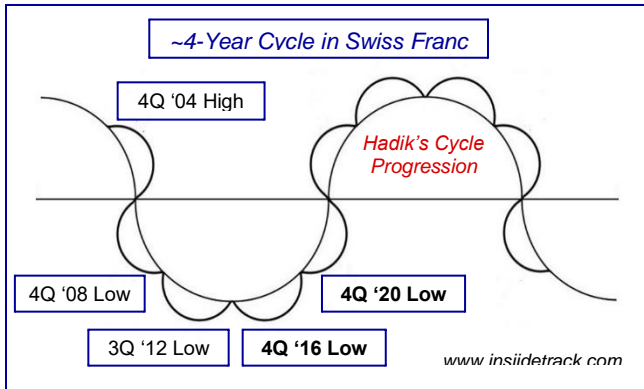 ~4-Year Cycle in Swiss Franc
4Q ‘04 High
Hadik's Cycle
Progression
4Q ‘08 Low
4Q ‘20 Low
3Q ‘12 Low
4Q ‘16 Low
www.insiidetrack.com